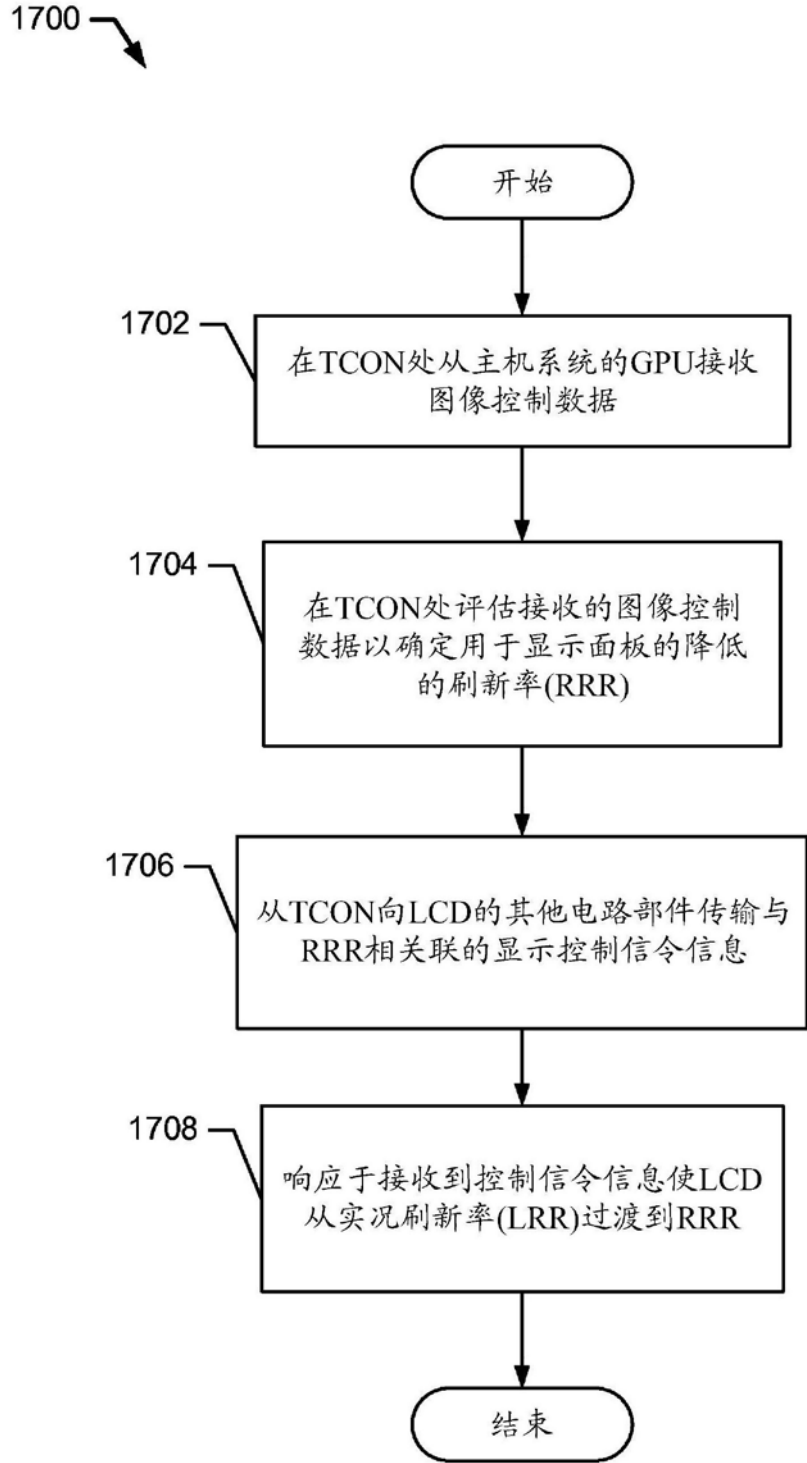 1700
开始
1702
在TCON处从主机系统的GPU接收
图像控制数据
1704
在TCON处评估接收的图像控制
数据以确定用于显示面板的降低
的刷新率(RRR)
1706
从TCON向LCD的其他电路部件传输与
RRR相关联的显示控制信令信息
1708
响应于接收到控制信令信息使LCD
从实况刷新率(LRR)过渡到RRR
结束